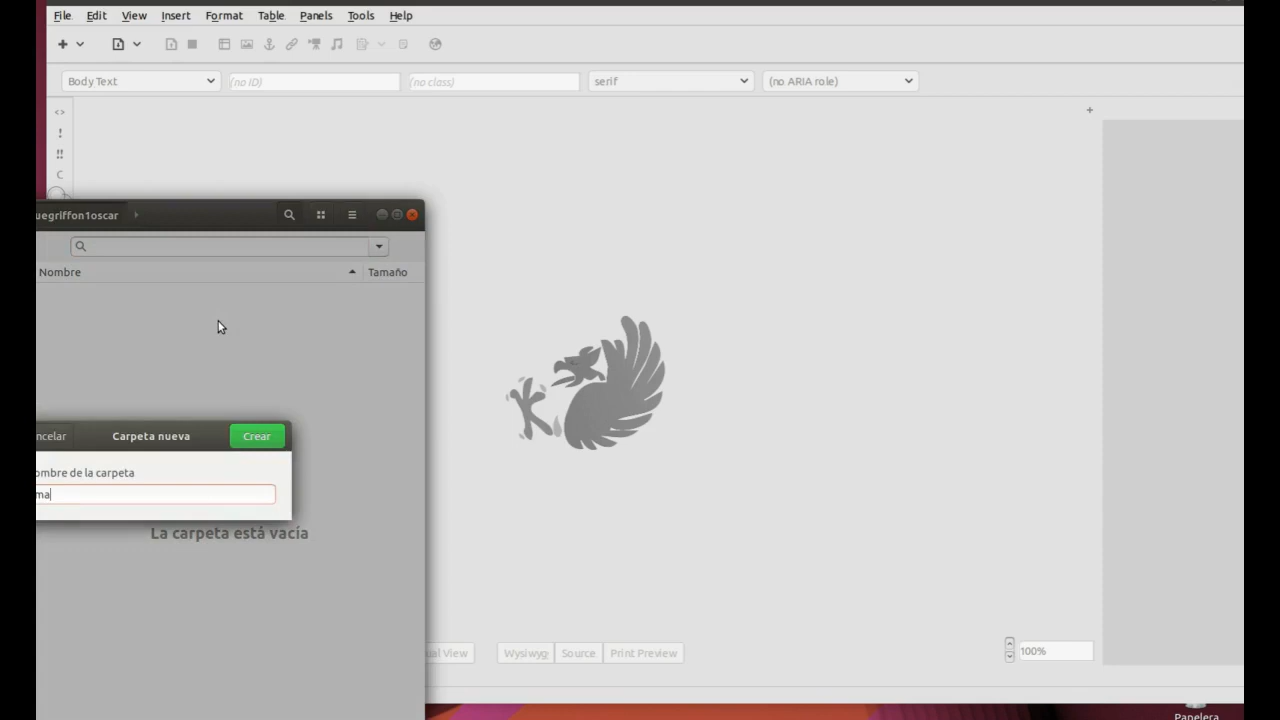 File Edit View Insert Format Table Panels Tools Help
Body Text (no ID) (no class) serif (no ARIA role)
C
uegriffon1oscar
Nombre Tamaño
ncelar Carpeta nueva Crear
ombre de la carpeta
ma
La carpeta está vacía
ual View Wysiwyg Source Print Preview 100%
Papelera